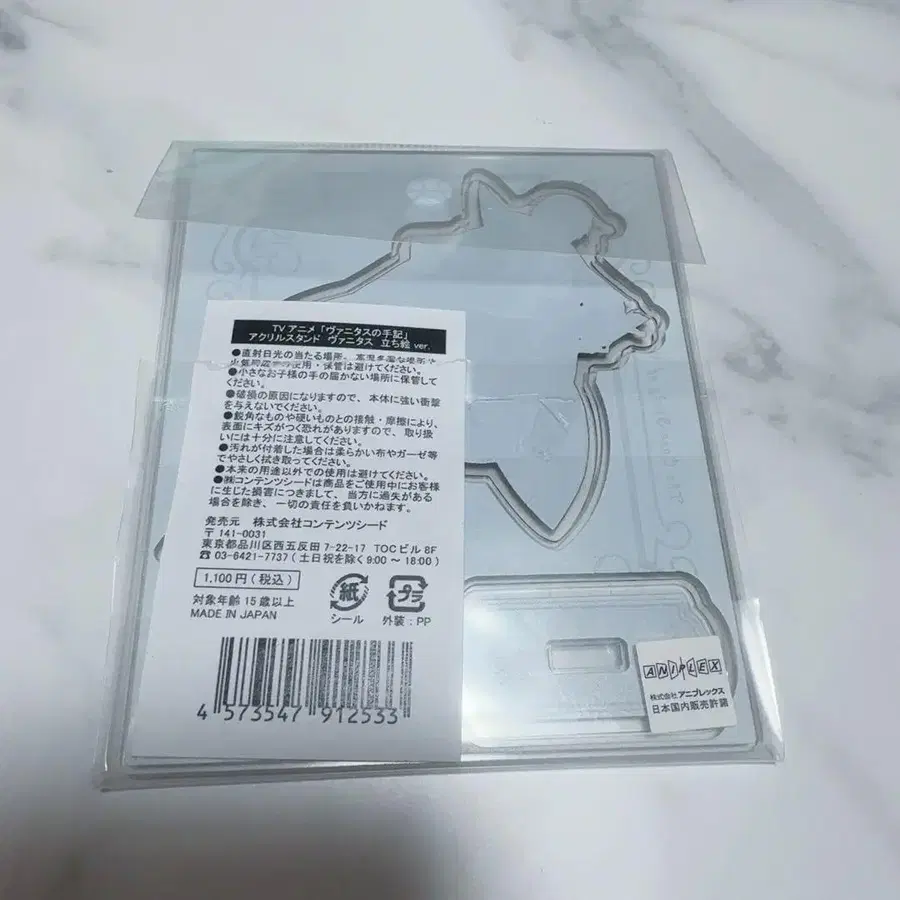 TVアニメ「ヴァニタスの手記」
アクリルスタンド ヴァニタス 立ち絵 ver.
●直射日光の当たる場所、高温多湿な場所や
火気周辺での使用・保管は避けてください。
●小さなお子様の手の届かない場所に保管して
ください。
●破損の原因になりますので、本体に強い衝撃
を与えないでください。
●鋭角なものや硬いものとの接触・摩擦により、
表面にキズがつく恐れがありますので、取り扱
いには十分に注意してください。
●汚れが付着した場合は柔らかい布やガーゼ等
でやさしく拭き取ってください。
●本来の用途以外での使用は避けてください。
●㈱コンテンツシードは商品をご使用中にお客様
に生じた損害につきまして、当方に過失がある
場合を除き、一切の責任を負いかねます。
発売元 株式会社コンテンツシード
〒141-0031
東京都品川区西五反田7-22-17 TOCビル8F
☎03-6421-7737(土日祝を除く9:00～18:00)
1,100円(税込)
対象年齢15歳以上
MADE IN JAPAN
紙
シール
プラ
外装:PP
4 573547 912533
ANIPLEX
株式会社アニプレックス
日本国内販売許諾